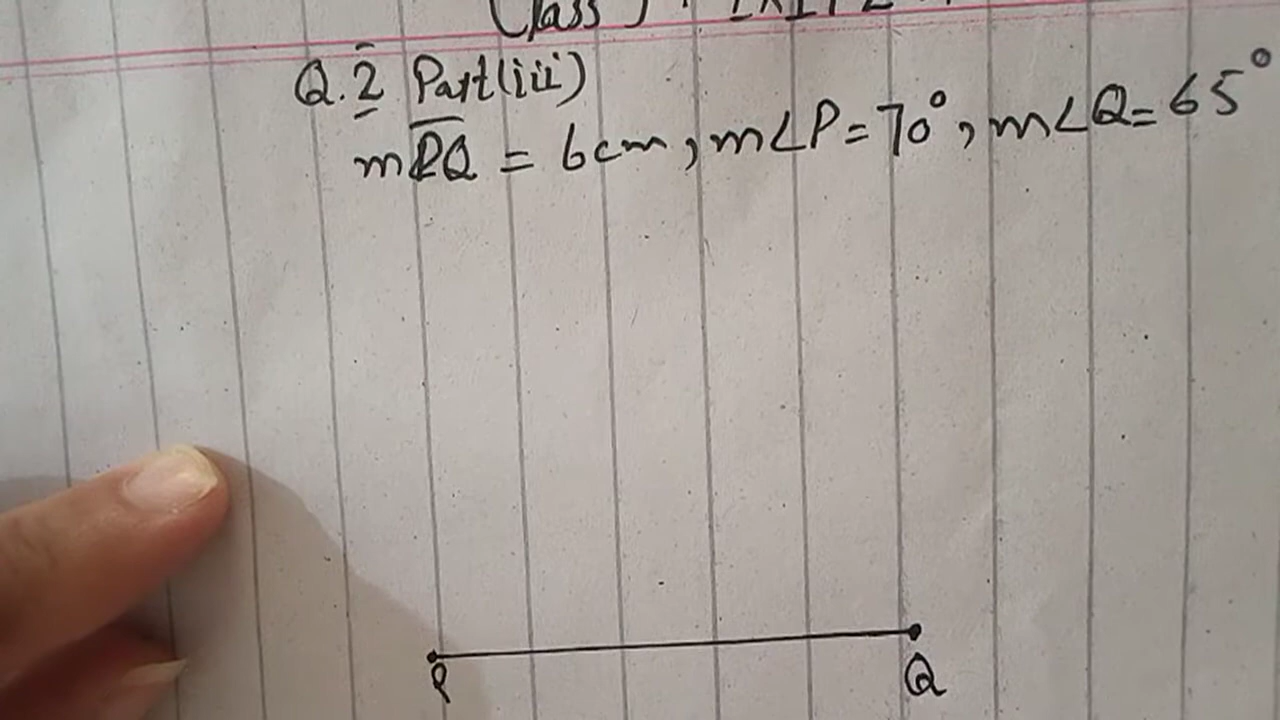 Q.2 Part(iii)
mPQ = 6cm, m∠P = 70°, m∠Q = 65°
P
Q